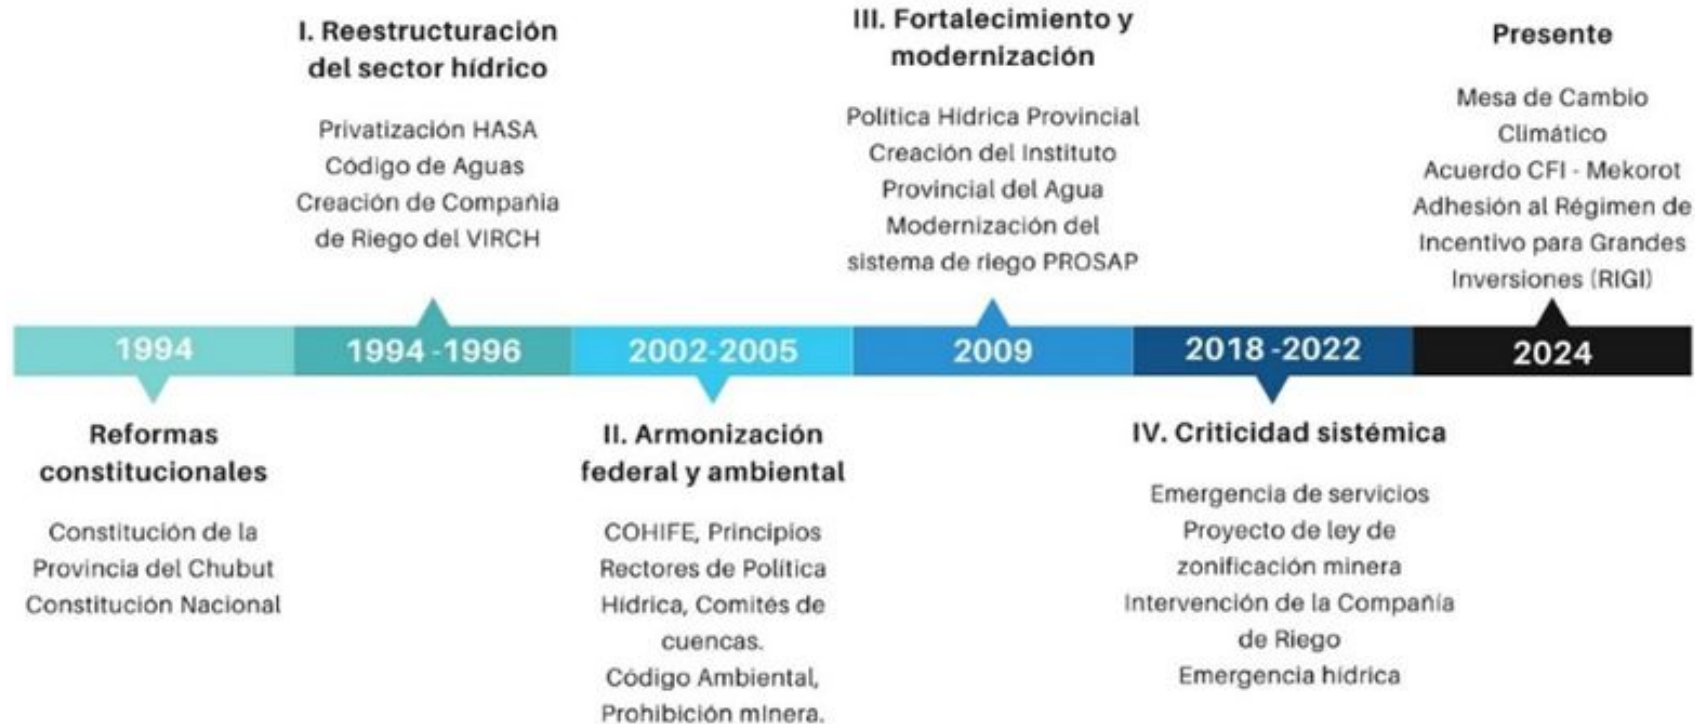 I. Reestructuración
del sector hídrico
Privatización HASA
Código de Aguas
Creación de Compañia
de Riego del VIRCH
III. Fortalecimiento y
modernización
Política Hídrica Provincial
Creación del Instituto
Provincial del Agua
Modernización del
sistema de riego PROSAP
Presente
Mesa de Cambio
Climático
Acuerdo CFI - Mekorot
Adhesión al Régimen de
Incentivo para Grandes
Inversiones (RIGI)
1994
1994 -1996
2002-2005
2009
2018 -2022
2024
Reformas
constitucionales
Constitución de la
Provincia del Chubut
Constitución Nacional
II. Armonización
federal y ambiental
COHIFE, Principios
Rectores de Política
Hídrica, Comités de
cuencas.
Código Ambiental,
Prohibición minera.
IV. Criticidad sistémica
Emergencia de servicios
Proyecto de ley de
zonificación minera
Intervención de la Compañía
de Riego
Emergencia hídrica